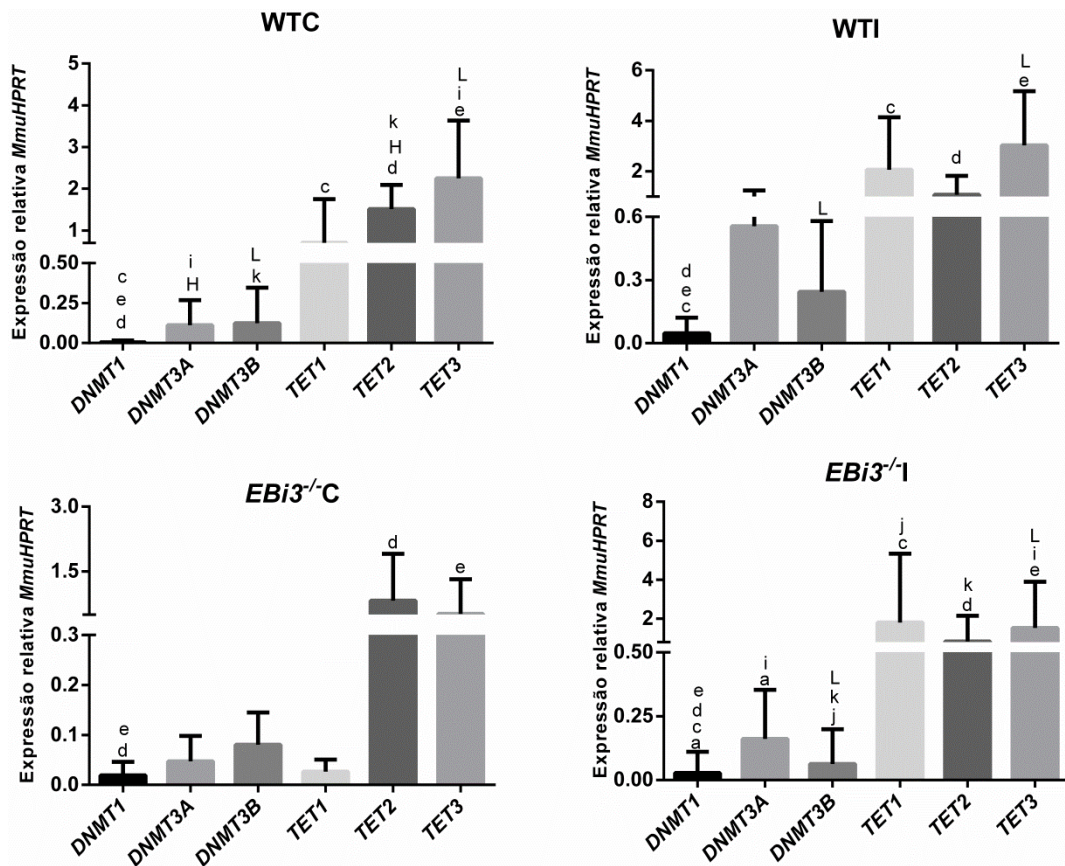 WTC
Expressão relativa MmuHPRT
5
4
3
2
1
0.50
0.25
0.00
c
e
d
i
H
L
k
c
k
H
d
L
i
e
DNMT1
DNMT3A
DNMT3B
TET1
TET2
TET3
WTI
Expressão relativa MmuHPRT
6
4
2
0.6
0.3
0.0
d
e
c
L
c
d
L
e
DNMT1
DNMT3A
DNMT3B
TET1
TET2
TET3
EBi3-/-C
Expressão relativa MmuHPRT
3.0
1.5
0.3
0.2
0.1
0.0
e
d
d
e
DNMT1
DNMT3A
DNMT3B
TET1
TET2
TET3
EBi3-/-I
Expressão relativa MmuHPRT
8
6
4
2
0.50
0.25
0.00
e
d
c
a
i
a
L
k
j
j
c
k
d
L
i
e
DNMT1
DNMT3A
DNMT3B
TET1
TET2
TET3